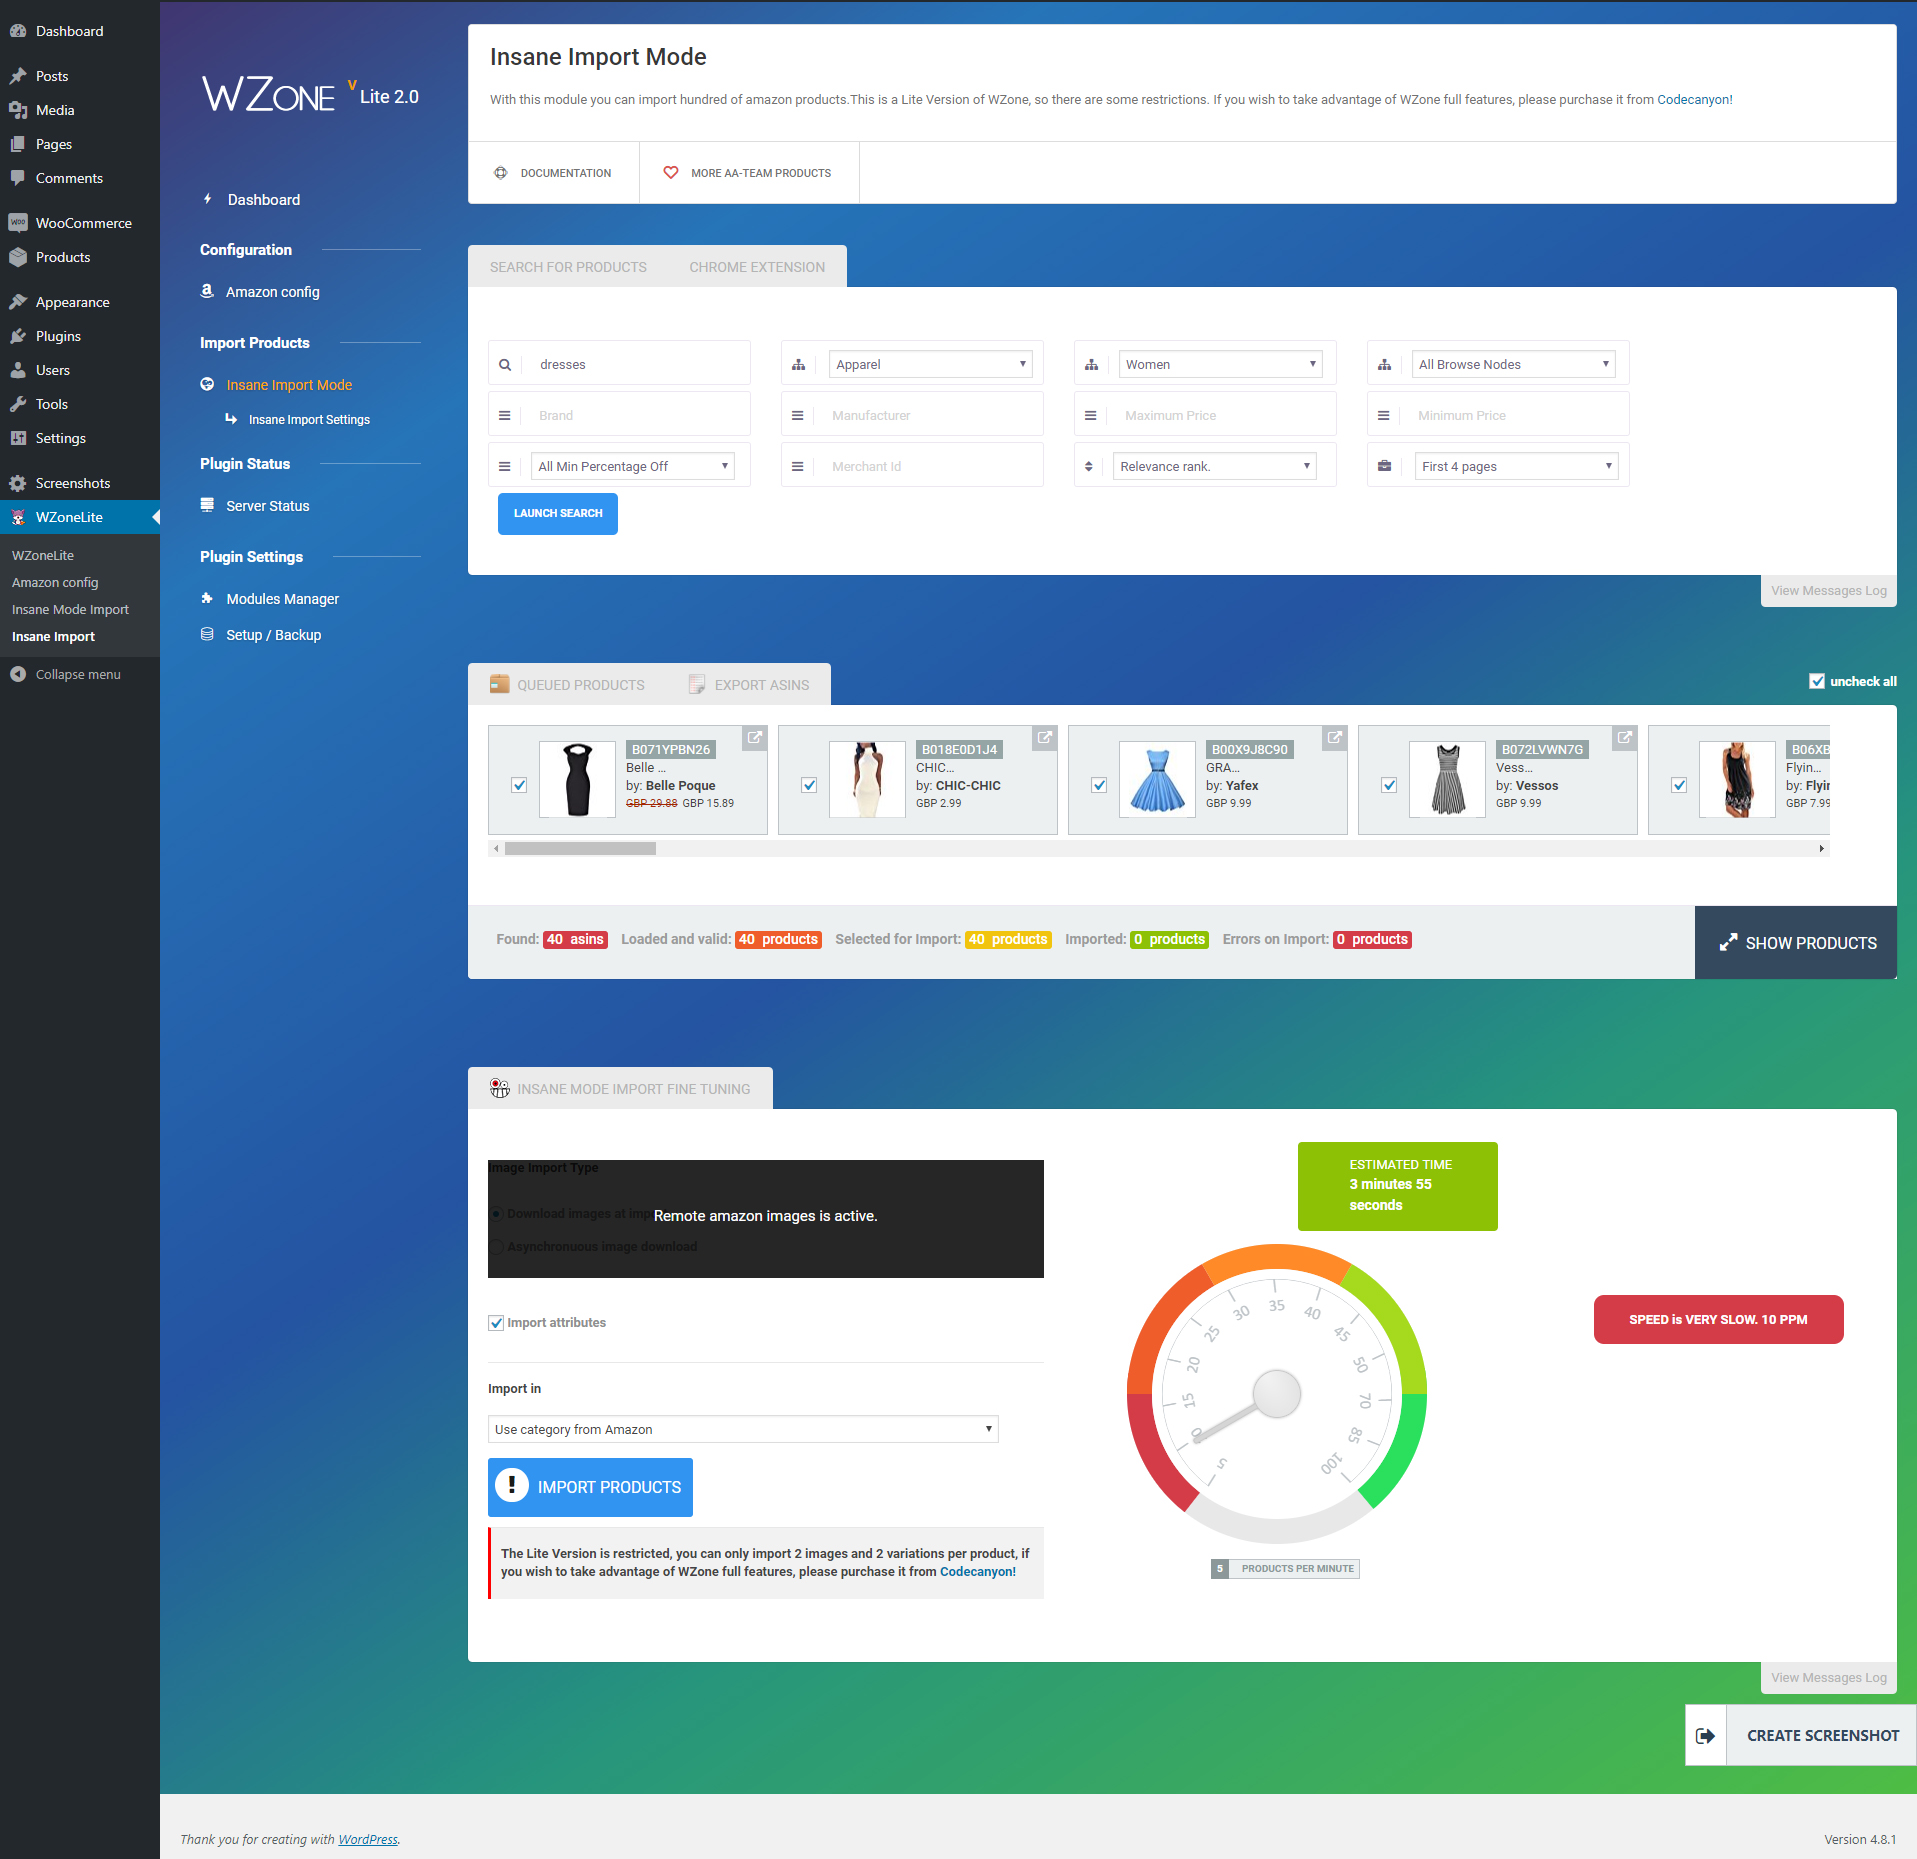 Dashboard
Posts
Media
Pages
Comments
WooCommerce
Products
Appearance
Plugins
Users
Tools
Settings
Screenshots
WZoneLite
WZoneLite
Amazon config
Insane Mode Import
Insane Import
Collapse menu
WZONE V Lite 2.0
Dashboard
Configuration
Amazon config
Import Products
Insane Import Mode
Insane Import Settings
Plugin Status
Server Status
Plugin Settings
Modules Manager
Setup / Backup
Insane Import Mode
With this module you can import hundred of amazon products.This is a Lite Version of WZone, so there are some restrictions. If you wish to take advantage of WZone full features, please purchase it from Codecanyon!
DOCUMENTATION MORE AA-TEAM PRODUCTS
SEARCH FOR PRODUCTS CHROME EXTENSION
dresses Apparel Women All Browse Nodes
Brand Manufacturer Maximum Price Minimum Price
All Min Percentage Off Merchant Id Relevance rank. First 4 pages
LAUNCH SEARCH
View Messages Log
QUEUED PRODUCTS EXPORT ASINS
uncheck all
B071YPBN26
Belle ...
by: Belle Poque
GBP 29.88 GBP 15.89
B018E0D1J4
CHIC...
by: CHIC-CHIC
GBP 2.99
B00X9J8C90
GRA...
by: Yafex
GBP 9.99
B072LVWN7G
Vess...
by: Vessos
GBP 9.99
B06XB
Flyin...
by: Flyin
GBP 7.99
Found: 40 asins Loaded and valid: 40 products Selected for Import: 40 products Imported: 0 products Errors on Import: 0 products
SHOW PRODUCTS
INSANE MODE IMPORT FINE TUNING
Image Import Type
Download images at imp
Remote amazon images is active.
Asynchronuous image download
Import attributes
Import in
Use category from Amazon
! IMPORT PRODUCTS
The Lite Version is restricted, you can only import 2 images and 2 variations per product, if
you wish to take advantage of WZone full features, please purchase it from Codecanyon!
ESTIMATED TIME
3 minutes 55
seconds
5
15
20
25
30
35
40
45
50
70
85
100
SPEED is VERY SLOW. 10 PPM
5 PRODUCTS PER MINUTE
View Messages Log
CREATE SCREENSHOT
Thank you for creating with WordPress.
Version 4.8.1